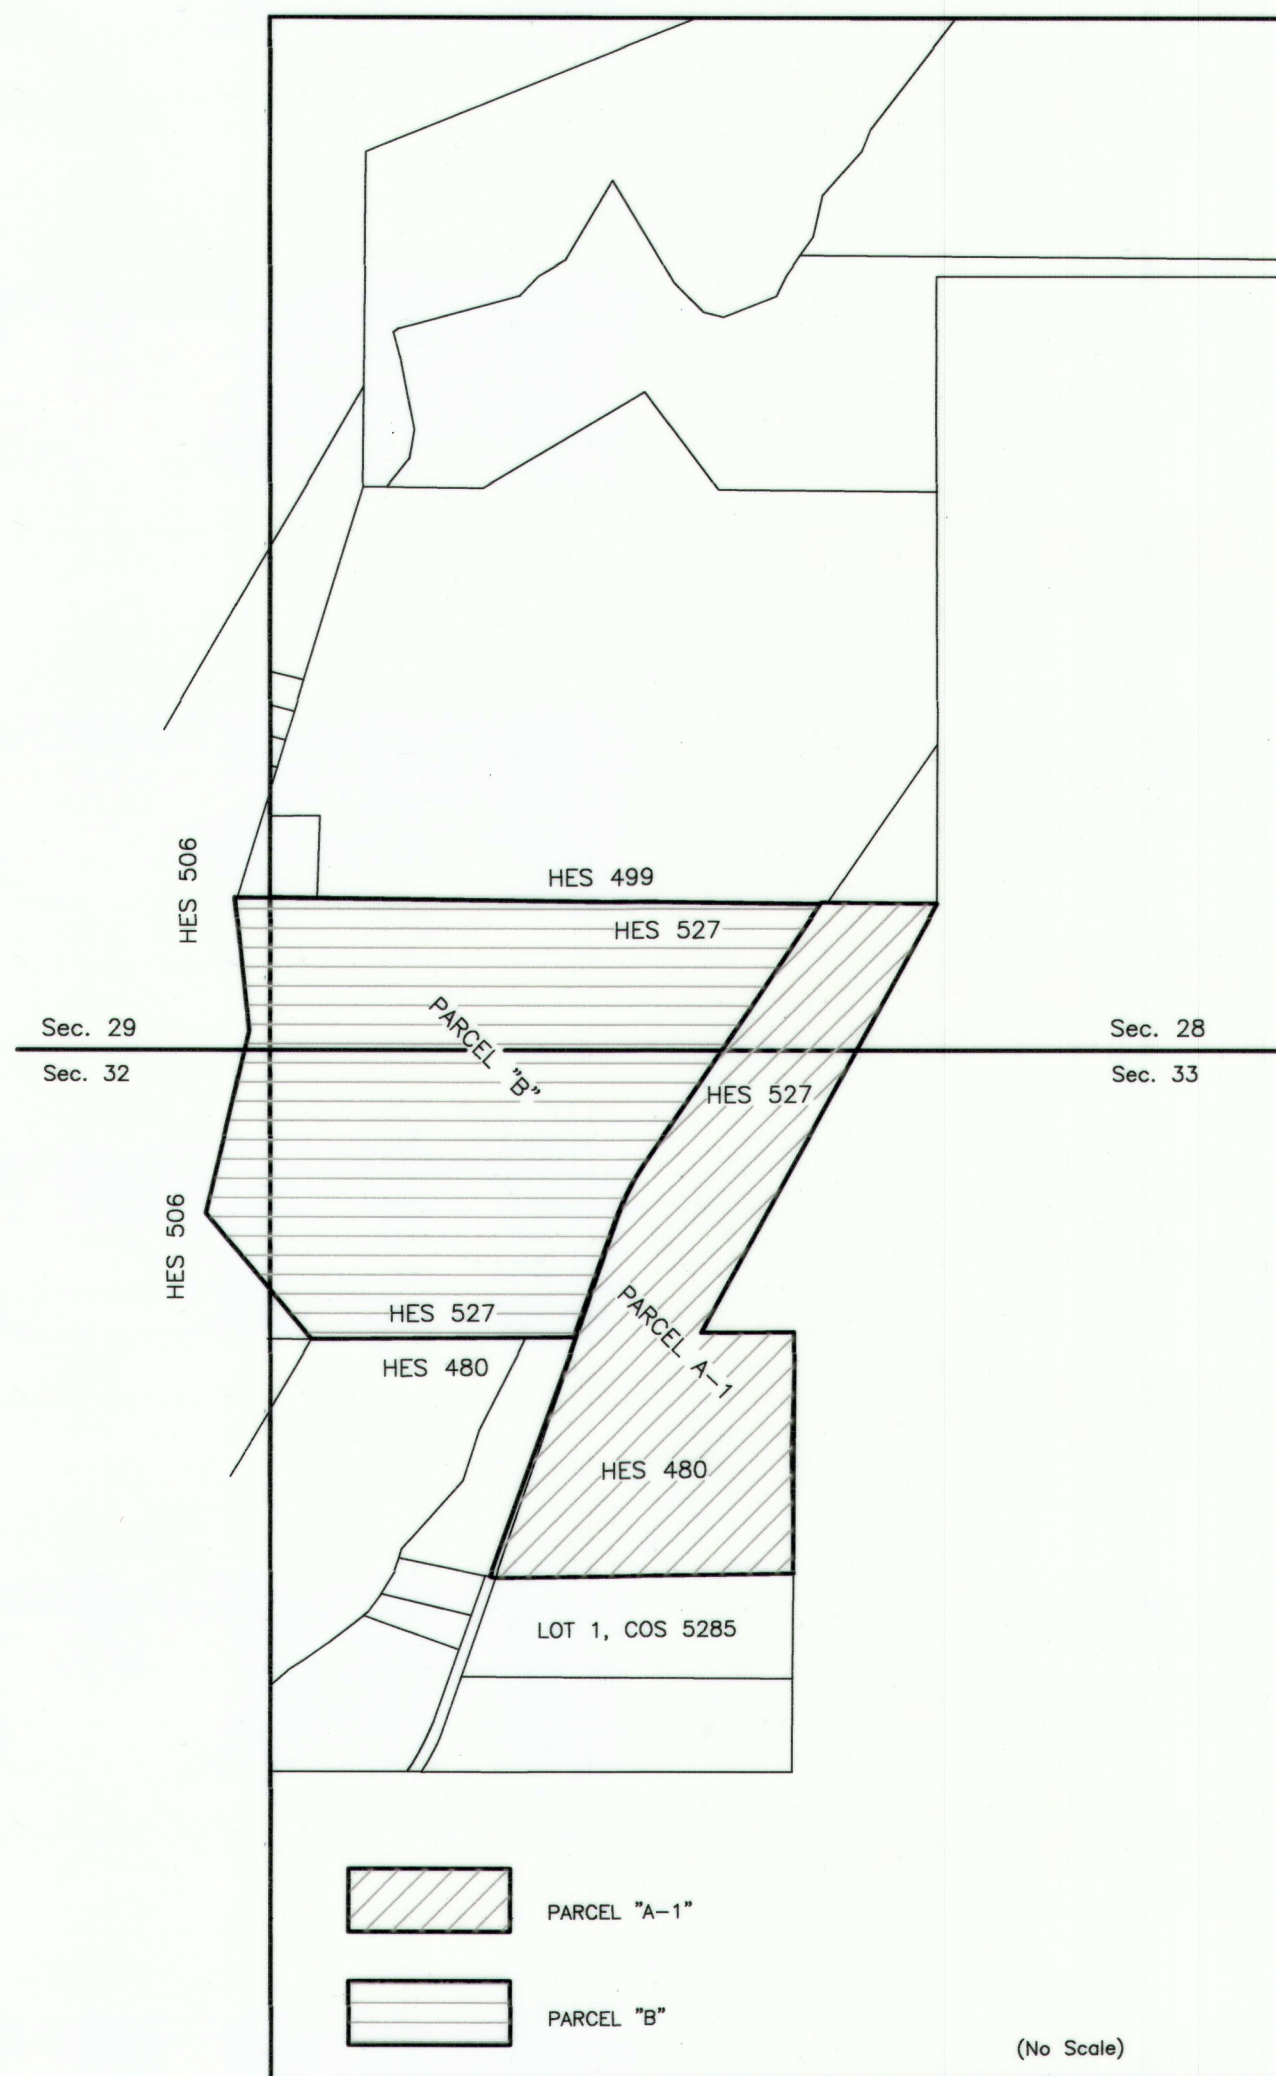 HES 506
HES 499
HES 527
PARCEL "B"
Sec. 29
Sec. 28
Sec. 32
Sec. 33
HES 527
HES 506
PARCEL A-1
HES 527
HES 480
HES 480
LOT 1, COS 5285
PARCEL "A-1"
PARCEL "B"
(No Scale)